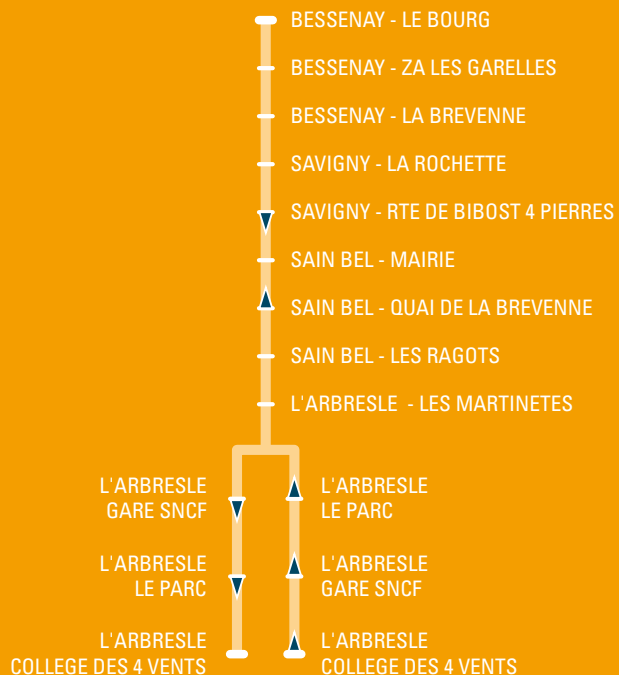 BESSENAY - LE BOURG
BESSENAY - ZA LES GARELLES
BESSENAY - LA BREVENNE
SAVIGNY - LA ROCHETTE
SAVIGNY - RTE DE BIBOST 4 PIERRES
SAIN BEL - MAIRIE
SAIN BEL - QUAI DE LA BREVENNE
SAIN BEL - LES RAGOTS
L'ARBRESLE - LES MARTINETES
L'ARBRESLE
GARE SNCF
L'ARBRESLE
LE PARC
L'ARBRESLE
COLLEGE DES 4 VENTS
L'ARBRESLE
LE PARC
L'ARBRESLE
GARE SNCF
L'ARBRESLE
COLLEGE DES 4 VENTS